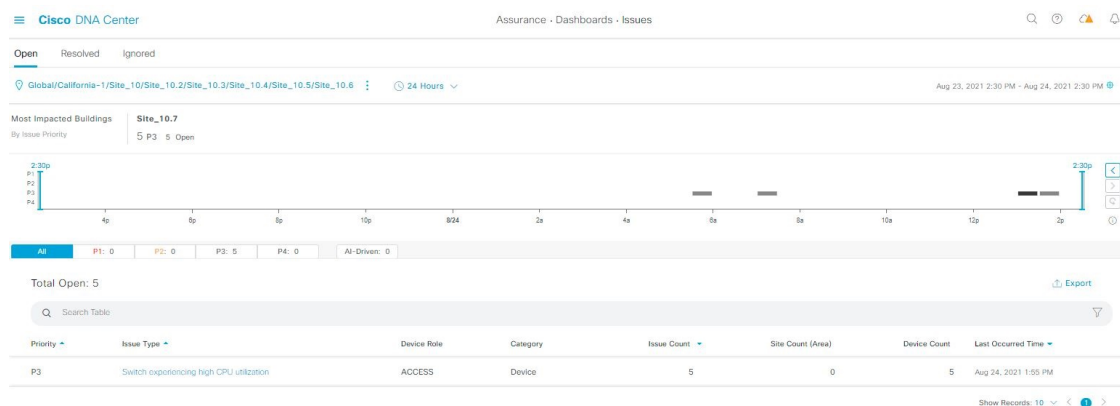 Cisco DNA Center
Assurance · Dashboards · Issues
Open Resolved Ignored
Global/California-1/Site_10/Site_10.2/Site_10.3/Site_10.4/Site_10.5/Site_10.6 24 Hours Aug 23, 2021 2:30 PM - Aug 24, 2021 2:30 PM
Most Impacted Buildings Site_10.7
By Issue Priority 5 P3 5 Open
2:30p 2:30p
P1
P2
P3
P4
4p 6p 8p 10p 8/24 2a 4a 6a 8a 10a 12p 2p
All P1: 0 P2: 0 P3: 5 P4: 0 AI-Driven: 0
Total Open: 5 Export
Search Table
Priority Issue Type Device Role Category Issue Count Site Count (Area) Device Count Last Occurred Time
P3 Switch experiencing high CPU utilization ACCESS Device 5 0 5 Aug 24, 2021 1:55 PM
Show Records: 10 1